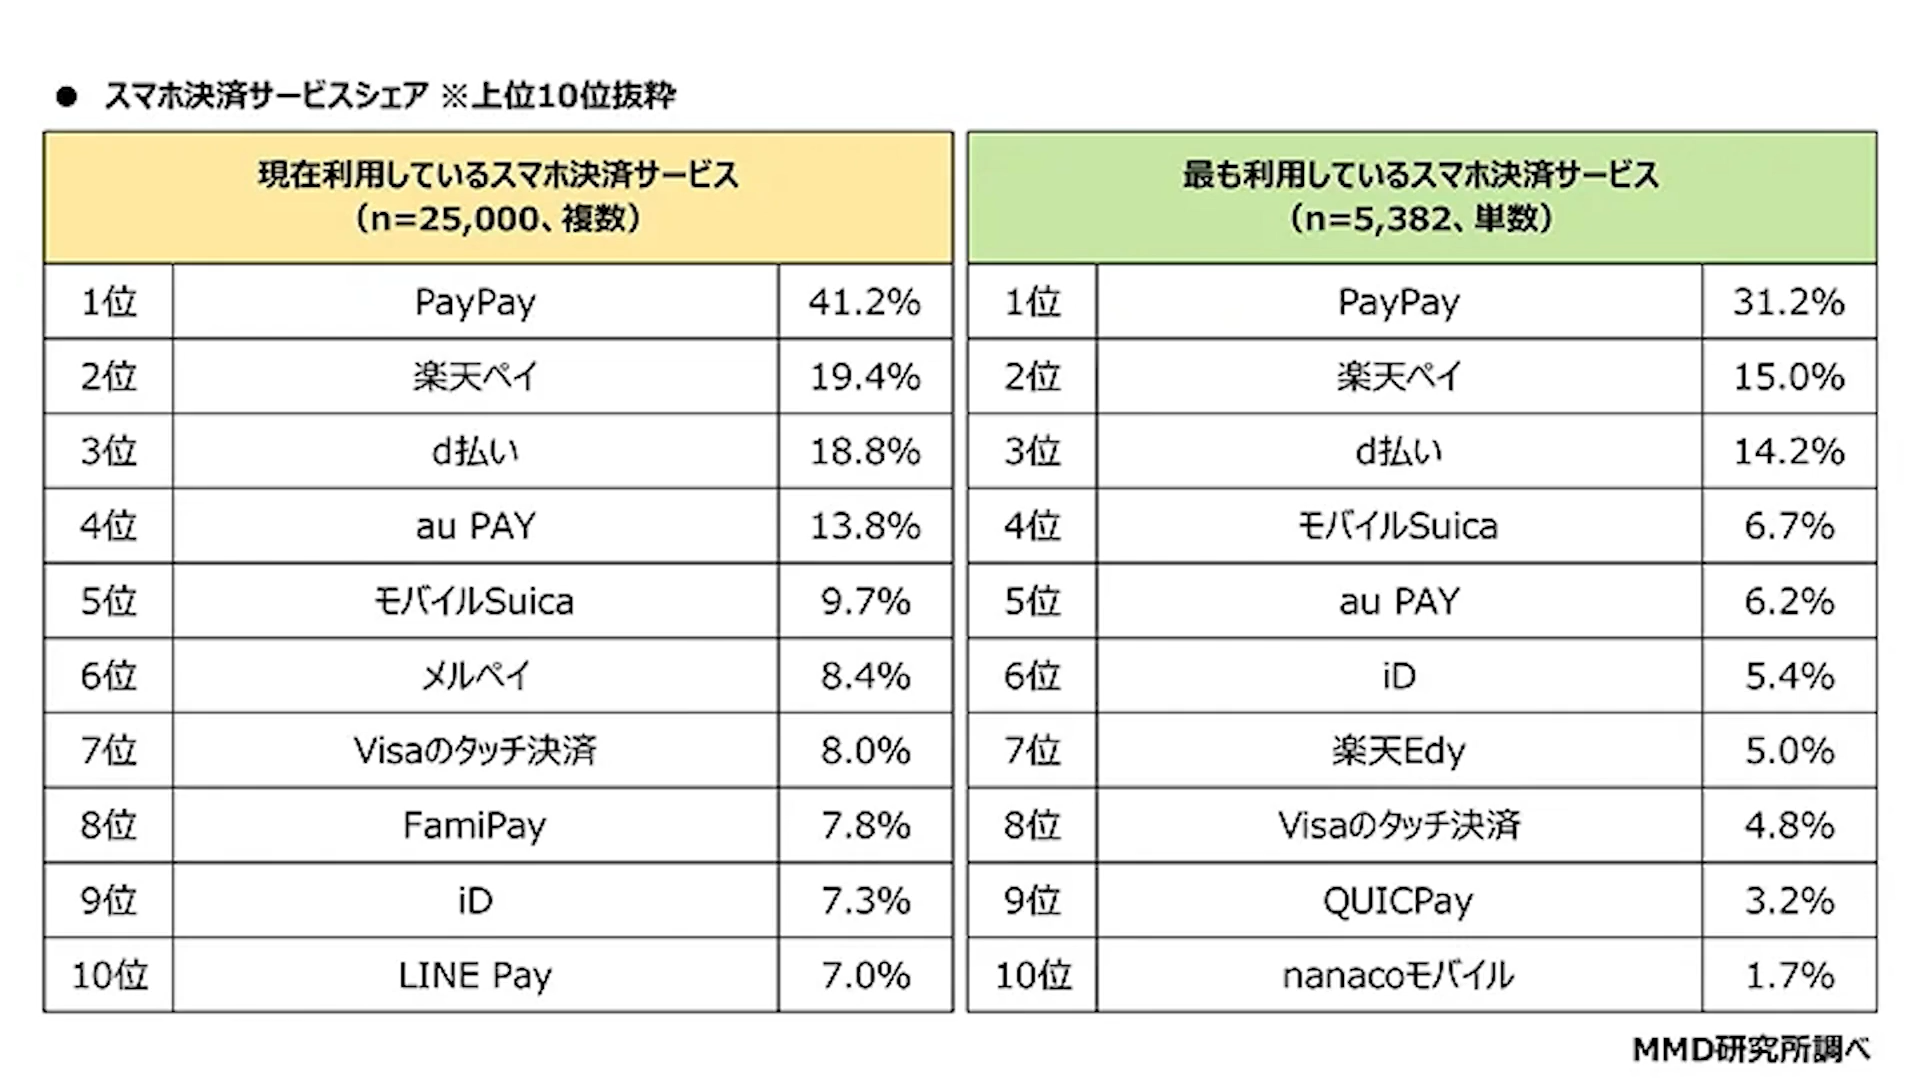 ● スマホ決済サービスシェア ※上位10位抜粋
現在利用しているスマホ決済サービス
（n=25,000、複数）
1位 PayPay 41.2%
2位 楽天ペイ 19.4%
3位 d払い 18.8%
4位 au PAY 13.8%
5位 モバイルSuica 9.7%
6位 メルペイ 8.4%
7位 Visaのタッチ決済 8.0%
8位 FamiPay 7.8%
9位 iD 7.3%
10位 LINE Pay 7.0%
最も利用しているスマホ決済サービス
（n=5,382、単数）
1位 PayPay 31.2%
2位 楽天ペイ 15.0%
3位 d払い 14.2%
4位 モバイルSuica 6.7%
5位 au PAY 6.2%
6位 iD 5.4%
7位 楽天Edy 5.0%
8位 Visaのタッチ決済 4.8%
9位 QUICPay 3.2%
10位 nanacoモバイル 1.7%
MMD研究所調べ